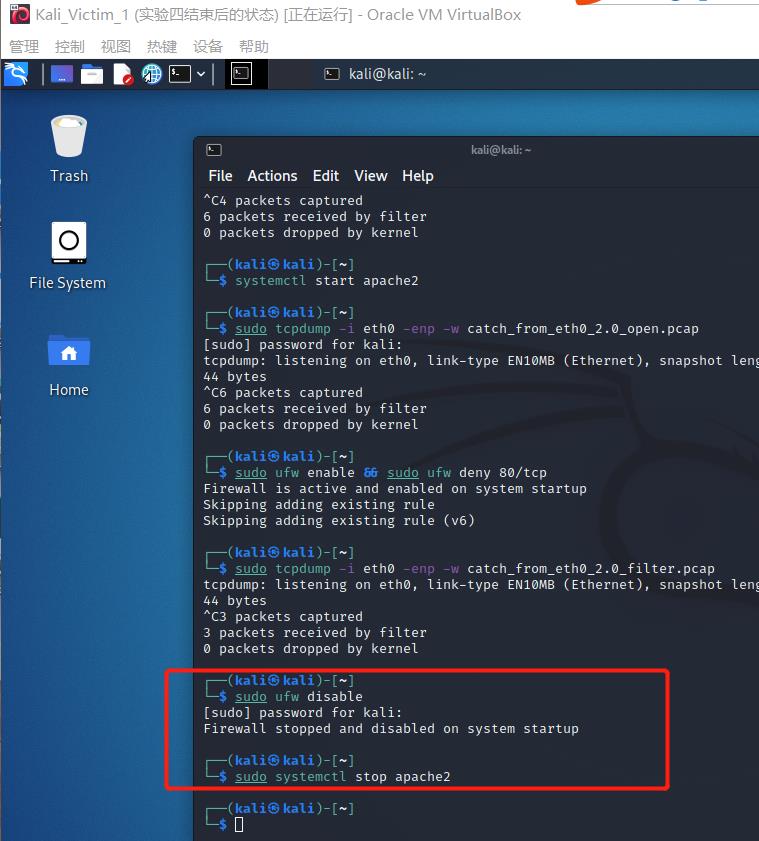 Kali_Victim_1 (实验四结束后的状态) [正在运行] - Oracle VM VirtualBox
管理 控制 视图 热键 设备 帮助
kali@kali: ~
Trash
File System
Home
kali@kali: ~
File Actions Edit View Help
^C4 packets captured
6 packets received by filter
0 packets dropped by kernel
┌──(kali㉿kali)-[~]
└─$ systemctl start apache2
┌──(kali㉿kali)-[~]
└─$ sudo tcpdump -i eth0 -enp -w catch_from_eth0_2.0_open.pcap
[sudo] password for kali:
tcpdump: listening on eth0, link-type EN10MB (Ethernet), snapshot leng
44 bytes
^C6 packets captured
6 packets received by filter
0 packets dropped by kernel
┌──(kali㉿kali)-[~]
└─$ sudo ufw enable && sudo ufw deny 80/tcp
Firewall is active and enabled on system startup
Skipping adding existing rule
Skipping adding existing rule (v6)
┌──(kali㉿kali)-[~]
└─$ sudo tcpdump -i eth0 -enp -w catch_from_eth0_2.0_filter.pcap
tcpdump: listening on eth0, link-type EN10MB (Ethernet), snapshot leng
44 bytes
^C3 packets captured
3 packets received by filter
0 packets dropped by kernel
┌──(kali㉿kali)-[~]
└─$ sudo ufw disable
[sudo] password for kali:
Firewall stopped and disabled on system startup
┌──(kali㉿kali)-[~]
└─$ sudo systemctl stop apache2
┌──(kali㉿kali)-[~]
└─$